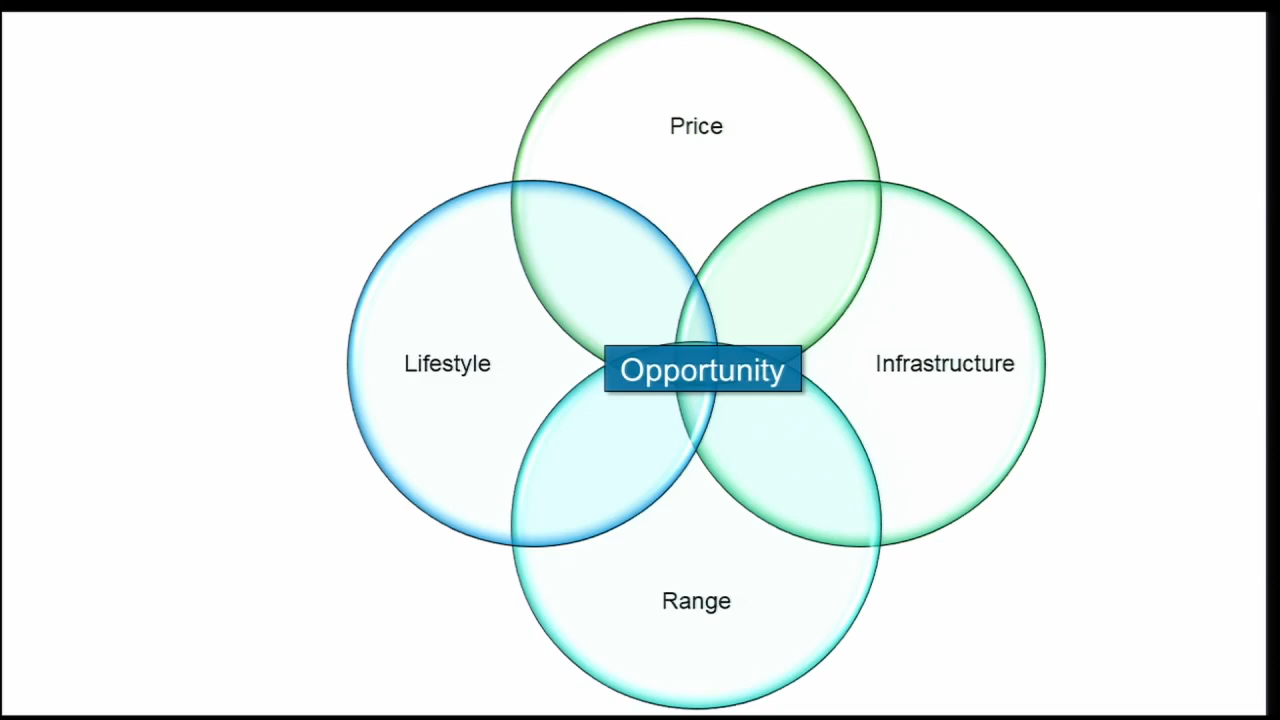 Price
Lifestyle
Opportunity
Infrastructure
Range